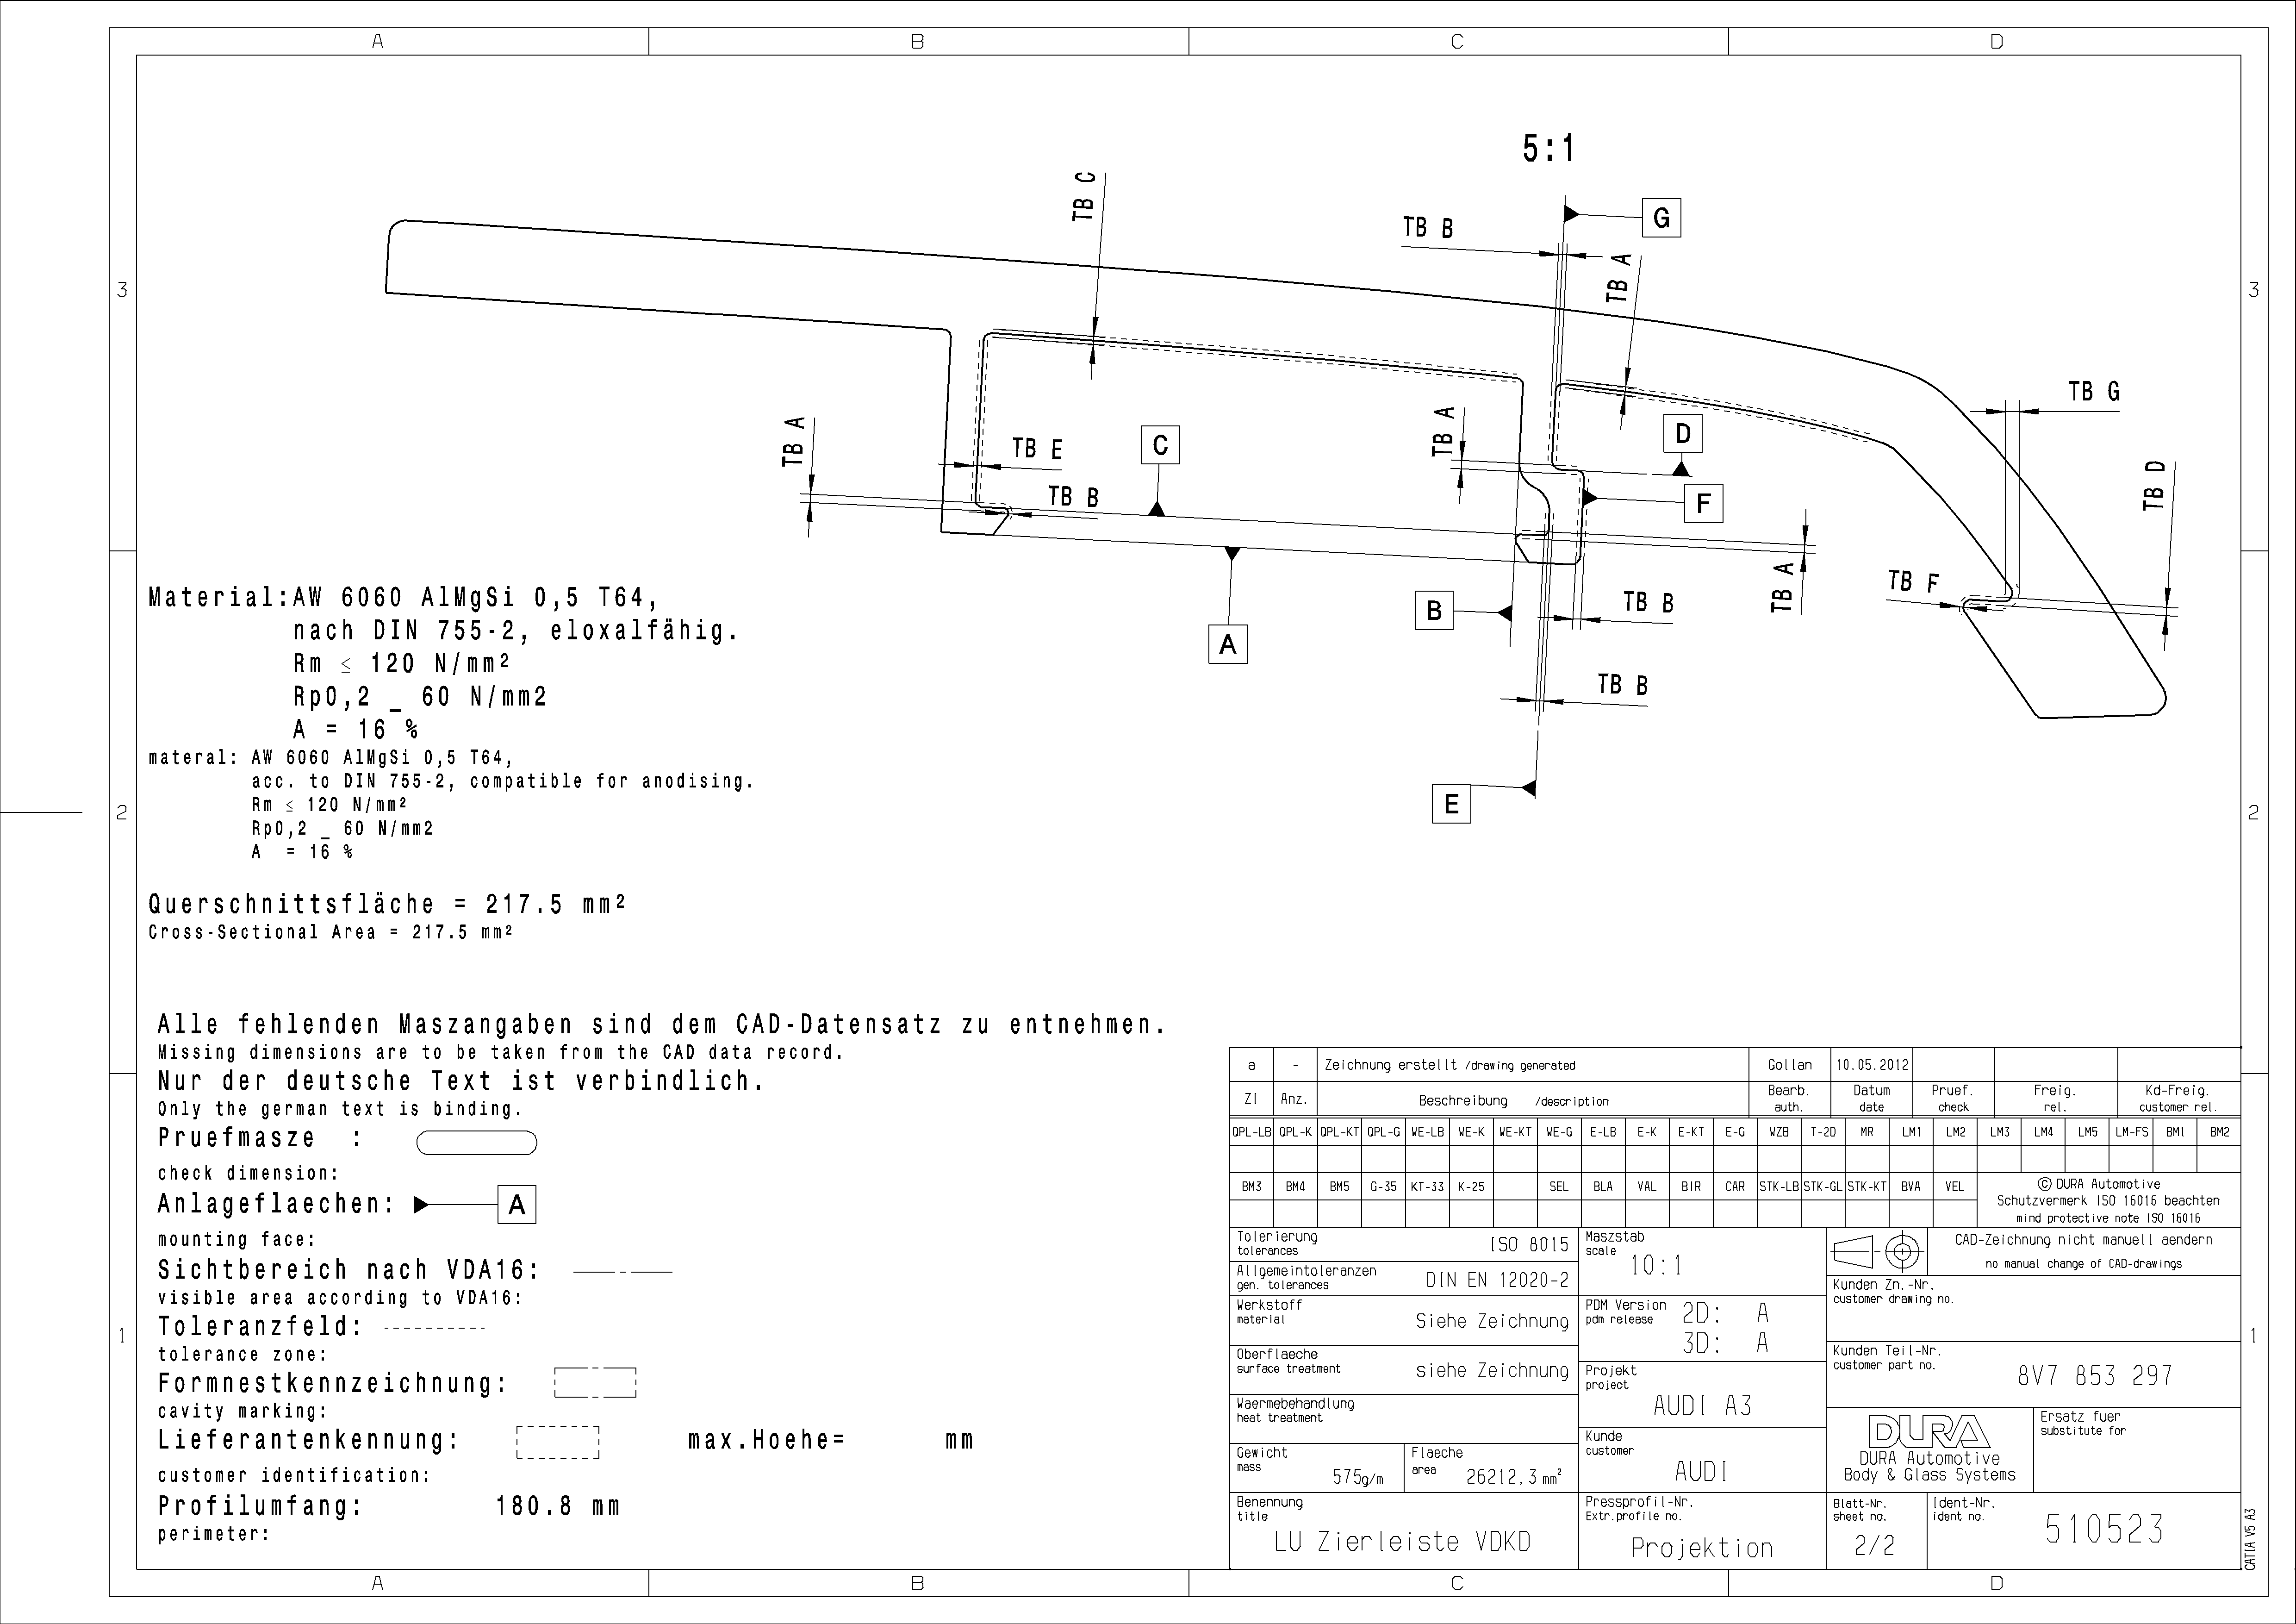 A B C D
5:1
TB C
TB B
G
TB A
3 3
TB G
TB A
C
TB A
D
TB E
TB B
F
TB D
TB A
TB F
B
TB B
A
TB B
E
Material:AW 6060 AlMgSi 0,5 T64,
nach DIN 755-2, eloxalfähig.
Rm ≤ 120 N/mm²
Rp0,2 _ 60 N/mm2
A = 16 %
materal: AW 6060 AlMgSi 0,5 T64,
acc. to DIN 755-2, compatible for anodising.
Rm ≤ 120 N/mm²
Rp0,2 _ 60 N/mm2
A = 16 %
2 2
Querschnittsfläche = 217.5 mm²
Cross-Sectional Area = 217.5 mm²
Alle fehlenden Maszangaben sind dem CAD-Datensatz zu entnehmen.
Missing dimensions are to be taken from the CAD data record.
Nur der deutsche Text ist verbindlich.
Only the german text is binding.
Pruefmasze :
check dimension:
Anlageflaechen: A
mounting face:
Sichtbereich nach VDA16:
visible area according to VDA16:
Toleranzfeld:
tolerance zone:
Formnestkennzeichnung:
cavity marking:
Lieferantenkennung: max.Hoehe= mm
customer identification:
Profilumfang: 180.8 mm
perimeter:
1 1
a - Zeichnung erstellt /drawing generated Gollan 10.05.2012
ZI Anz. Beschreibung /description Bearb. auth. Datum date Pruef. check Freig. rel. Kd-Freig. customer rel.
QPL-LB QPL-K QPL-KT QPL-G WE-LB WE-K WE-KT WE-G E-LB E-K E-KT E-G WZB T-2D MR LM1 LM2 LM3 LM4 LM5 LM-FS BM1 BM2
BM3 BM4 BM5 G-35 KT-33 K-25 SEL BLA VAL BIR CAR STK-LB STK-GL STK-KT BVA VEL
© DURA Automotive
Schutzvermerk ISO 16016 beachten
mind protective note ISO 16016
Tolerierung
tolerances
ISO 8015
Allgemeintoleranzen
gen. tolerances
DIN EN 12020-2
Werkstoff
material
Siehe Zeichnung
Oberflaeche
surface treatment
siehe Zeichnung
Waermebehandlung
heat treatment
Gewicht
mass
575g/m
Flaeche
area
26212,3 mm²
Benennung
title
LU Zierleiste VDKD
Maszstab
scale
10:1
PDM Version
pdm release
2D: A
3D: A
Projekt
project
AUDI A3
Kunde
customer
AUDI
Pressprofil-Nr.
Extr.profile no.
Projektion
CAD-Zeichnung nicht manuell aendern
no manual change of CAD-drawings
Kunden Zn.-Nr.
customer drawing no.
Kunden Teil-Nr.
customer part no.
8V7 853 297
DURA
DURA Automotive
Body & Glass Systems
Ersatz fuer
substitute for
Blatt-Nr.
sheet no.
2/2
Ident-Nr.
ident no.
510523
CATIA V5 A3
A B C D